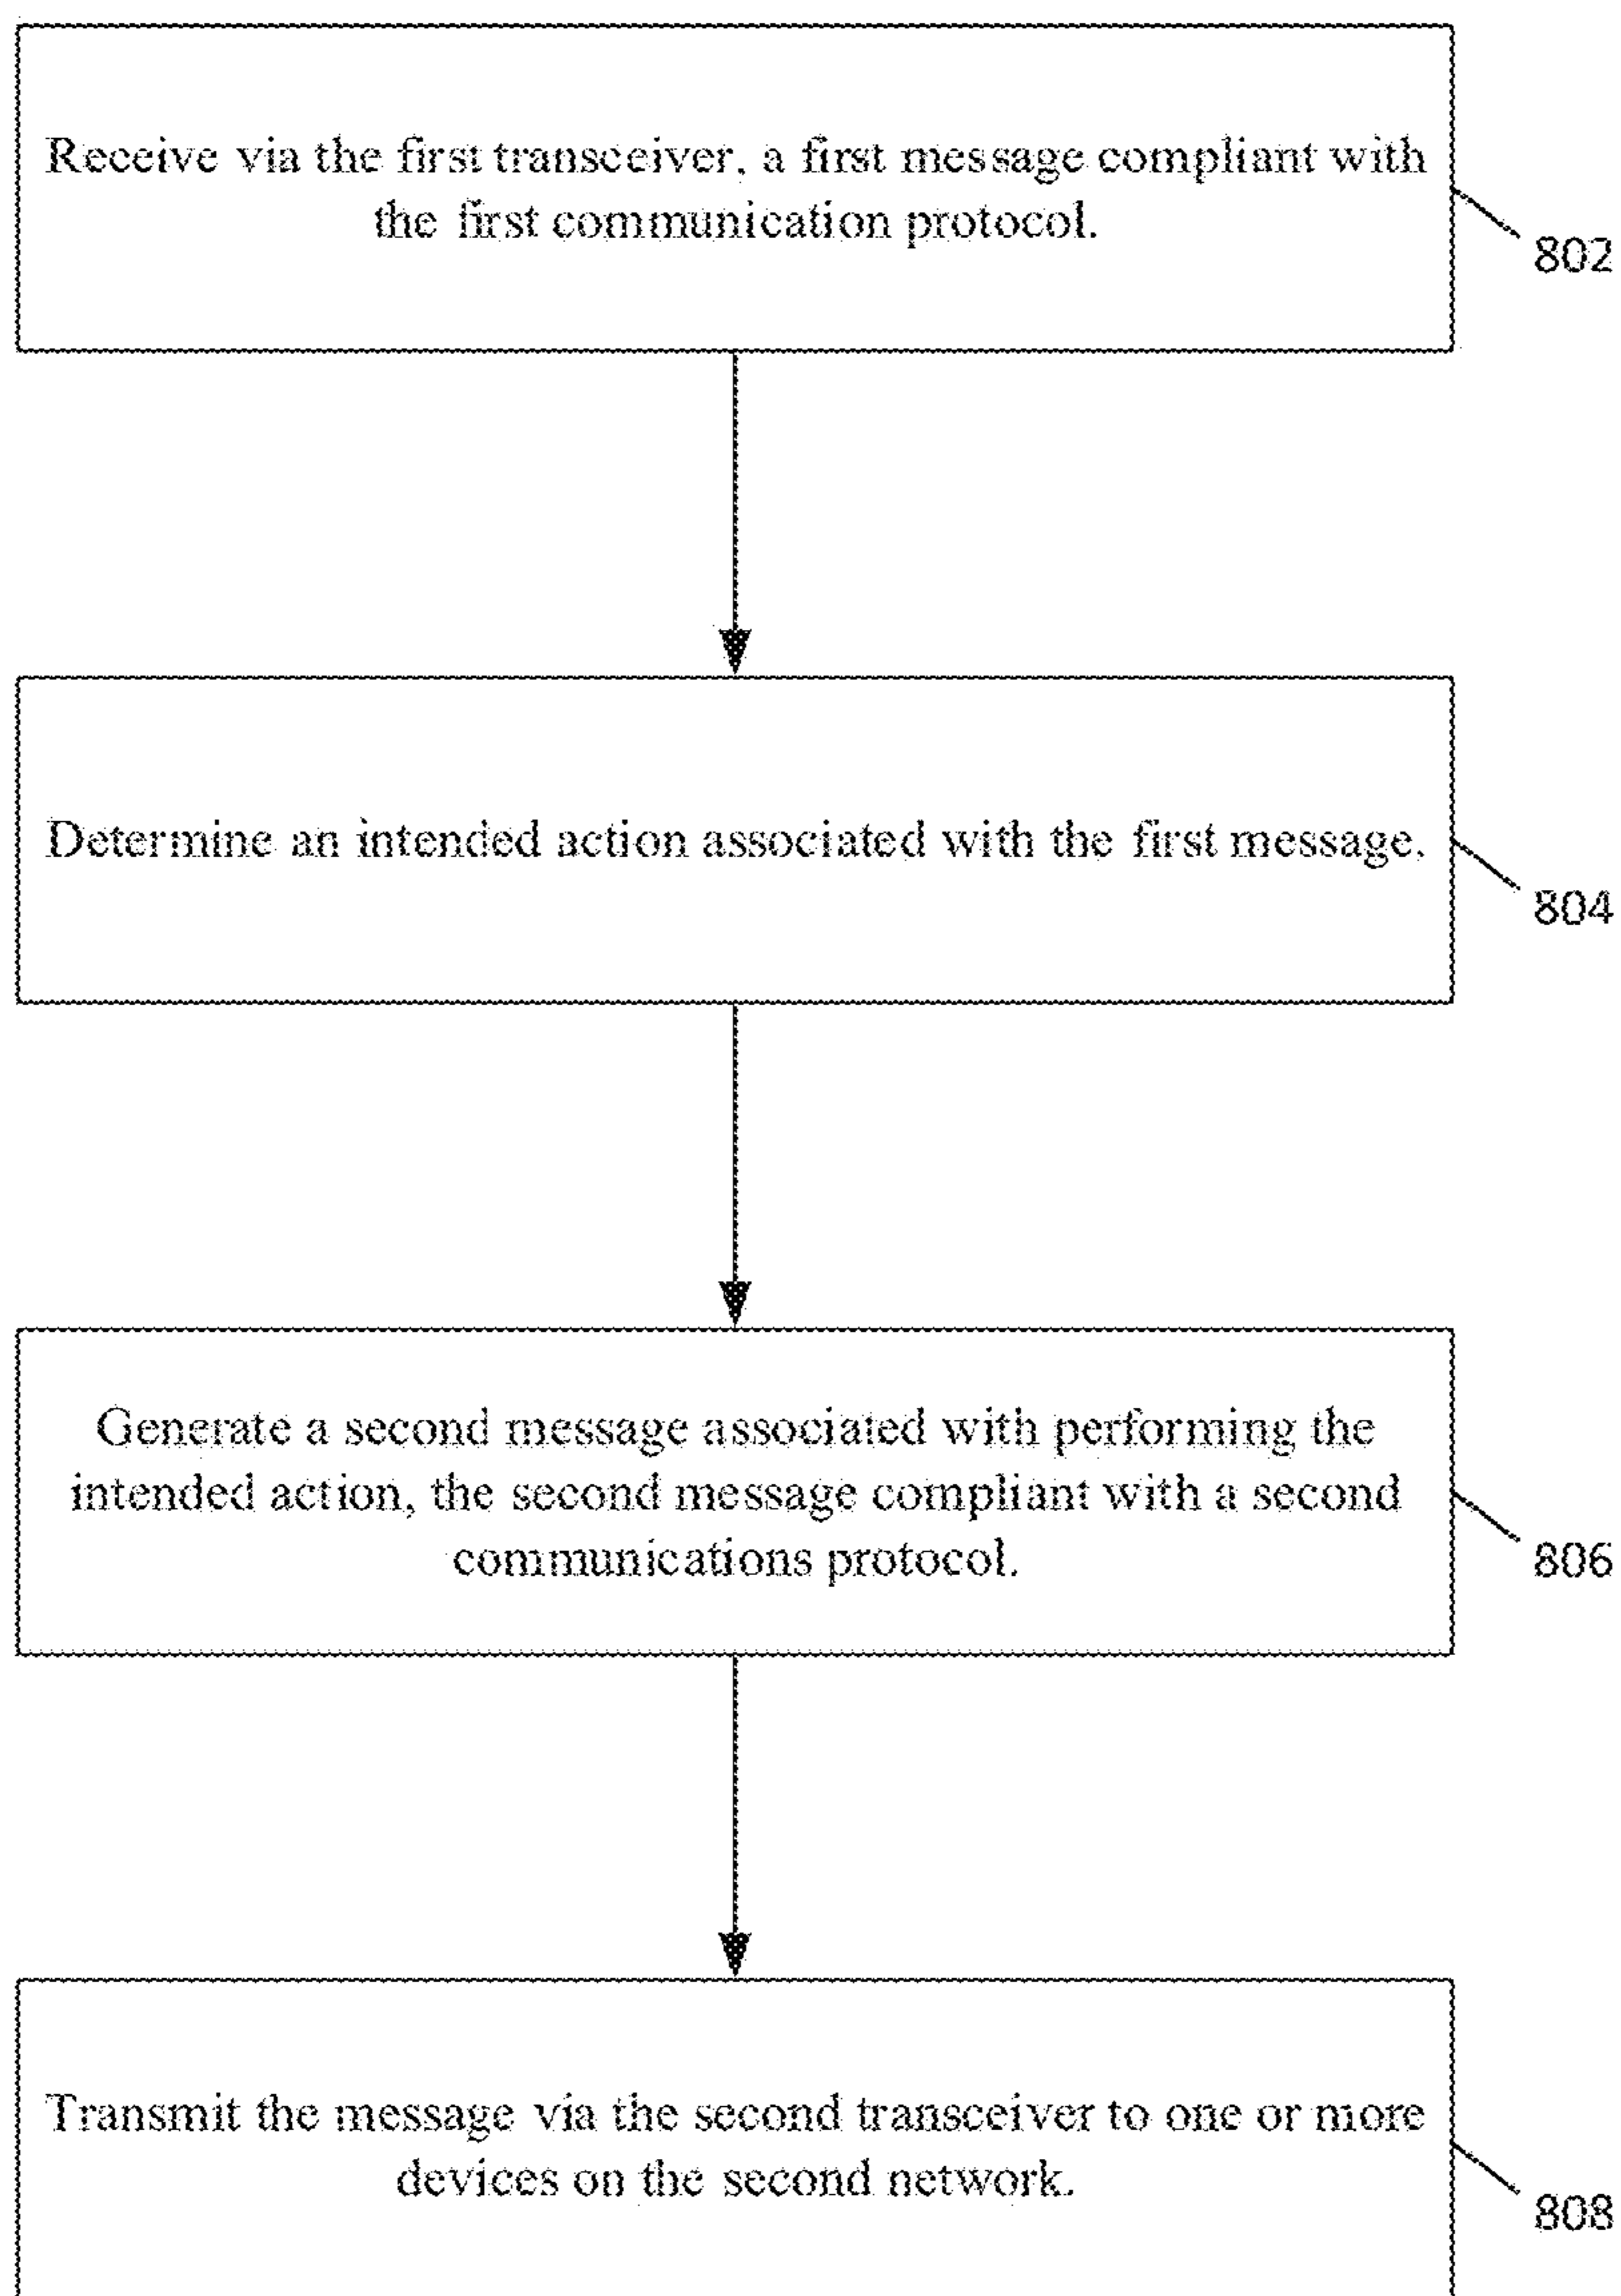 Receive via the first transceiver, a first message compliant with
the first communication protocol.
802
Determine an intended action associated with the first message.
804
Generate a second message associated with performing the
intended action, the second message compliant with a second
communications protocol.
806
Transmit the message via the second transceiver to one or more
devices on the second network.
808